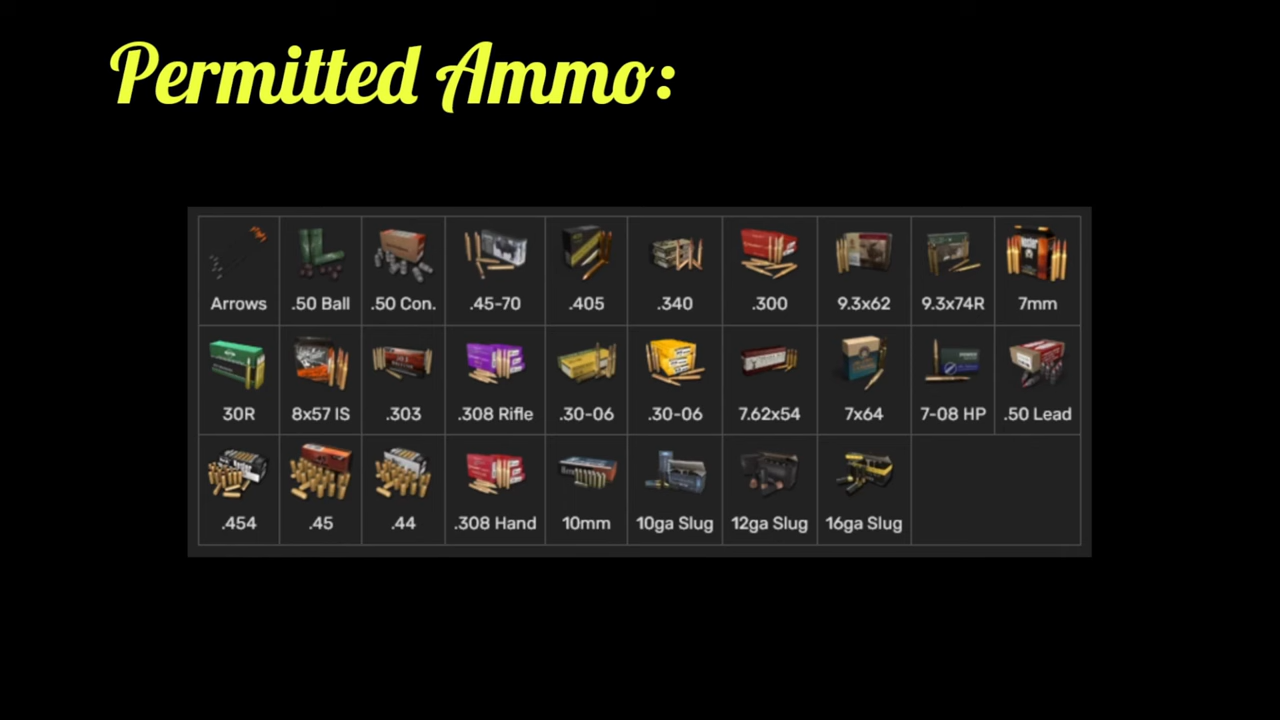 Permitted Ammo:
Arrows .50 Ball .50 Con. .45-70 .405 .340 .300 9.3x62 9.3x74R 7mm
30R 8x57 IS .303 .308 Rifle .30-06 .30-06 7.62x54 7x64 7-08 HP .50 Lead
.454 .45 .44 .308 Hand 10mm 10ga Slug 12ga Slug 16ga Slug